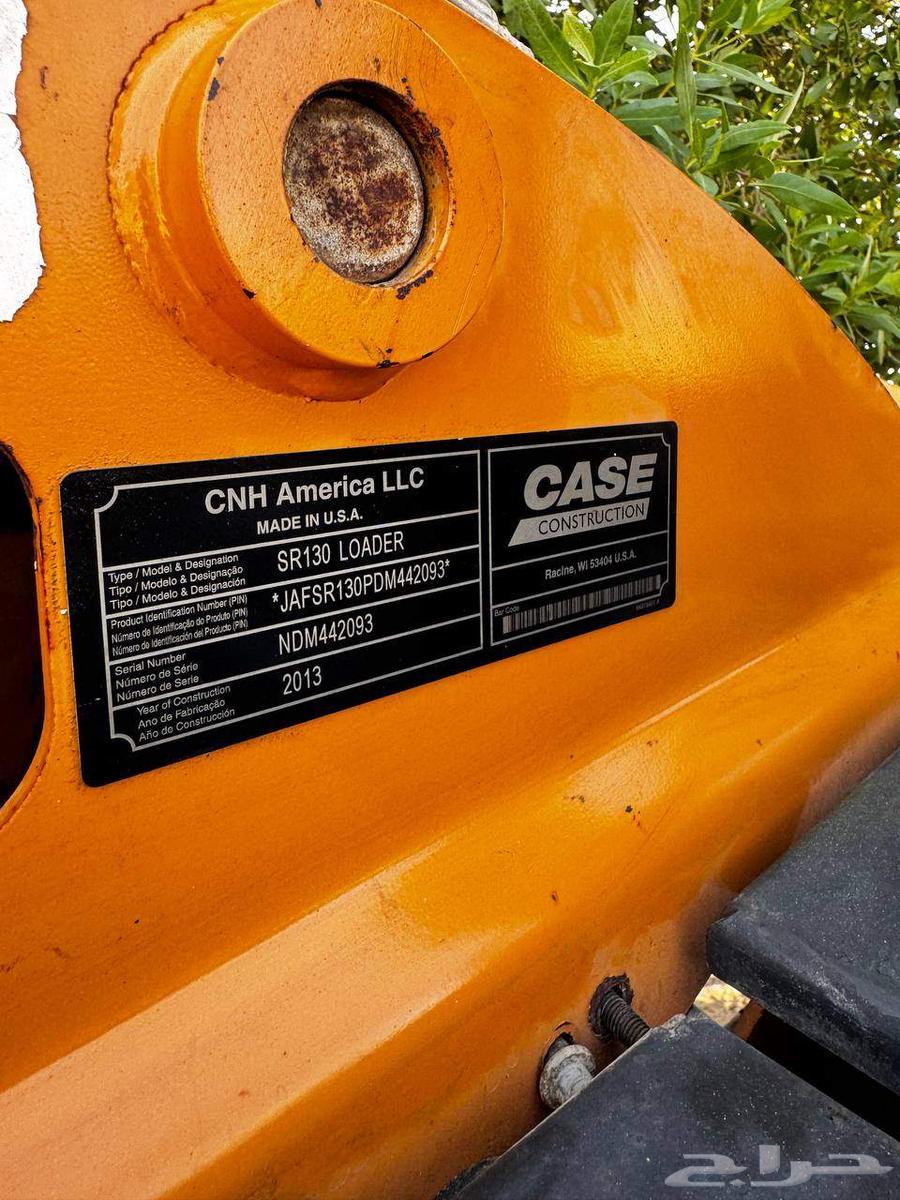 CNH America LLC
MADE IN U.S.A.
Type / Model & Designation
Tipo / Modelo & Designação
Tipo / Modelo & Designación
SR130 LOADER
Product Identification Number (PIN)
Número de Identificação do Produto (PIN)
Número de Identificación del Producto (PIN)
*JAFSR130PDM442093*
Serial Number
Número de Série
Número de Serie
NDM442093
Year of Construction
Ano de Fabricação
Año de Construcción
2013
CASE
CONSTRUCTION
Racine, WI 53404 U.S.A.
Bar Code
حراج